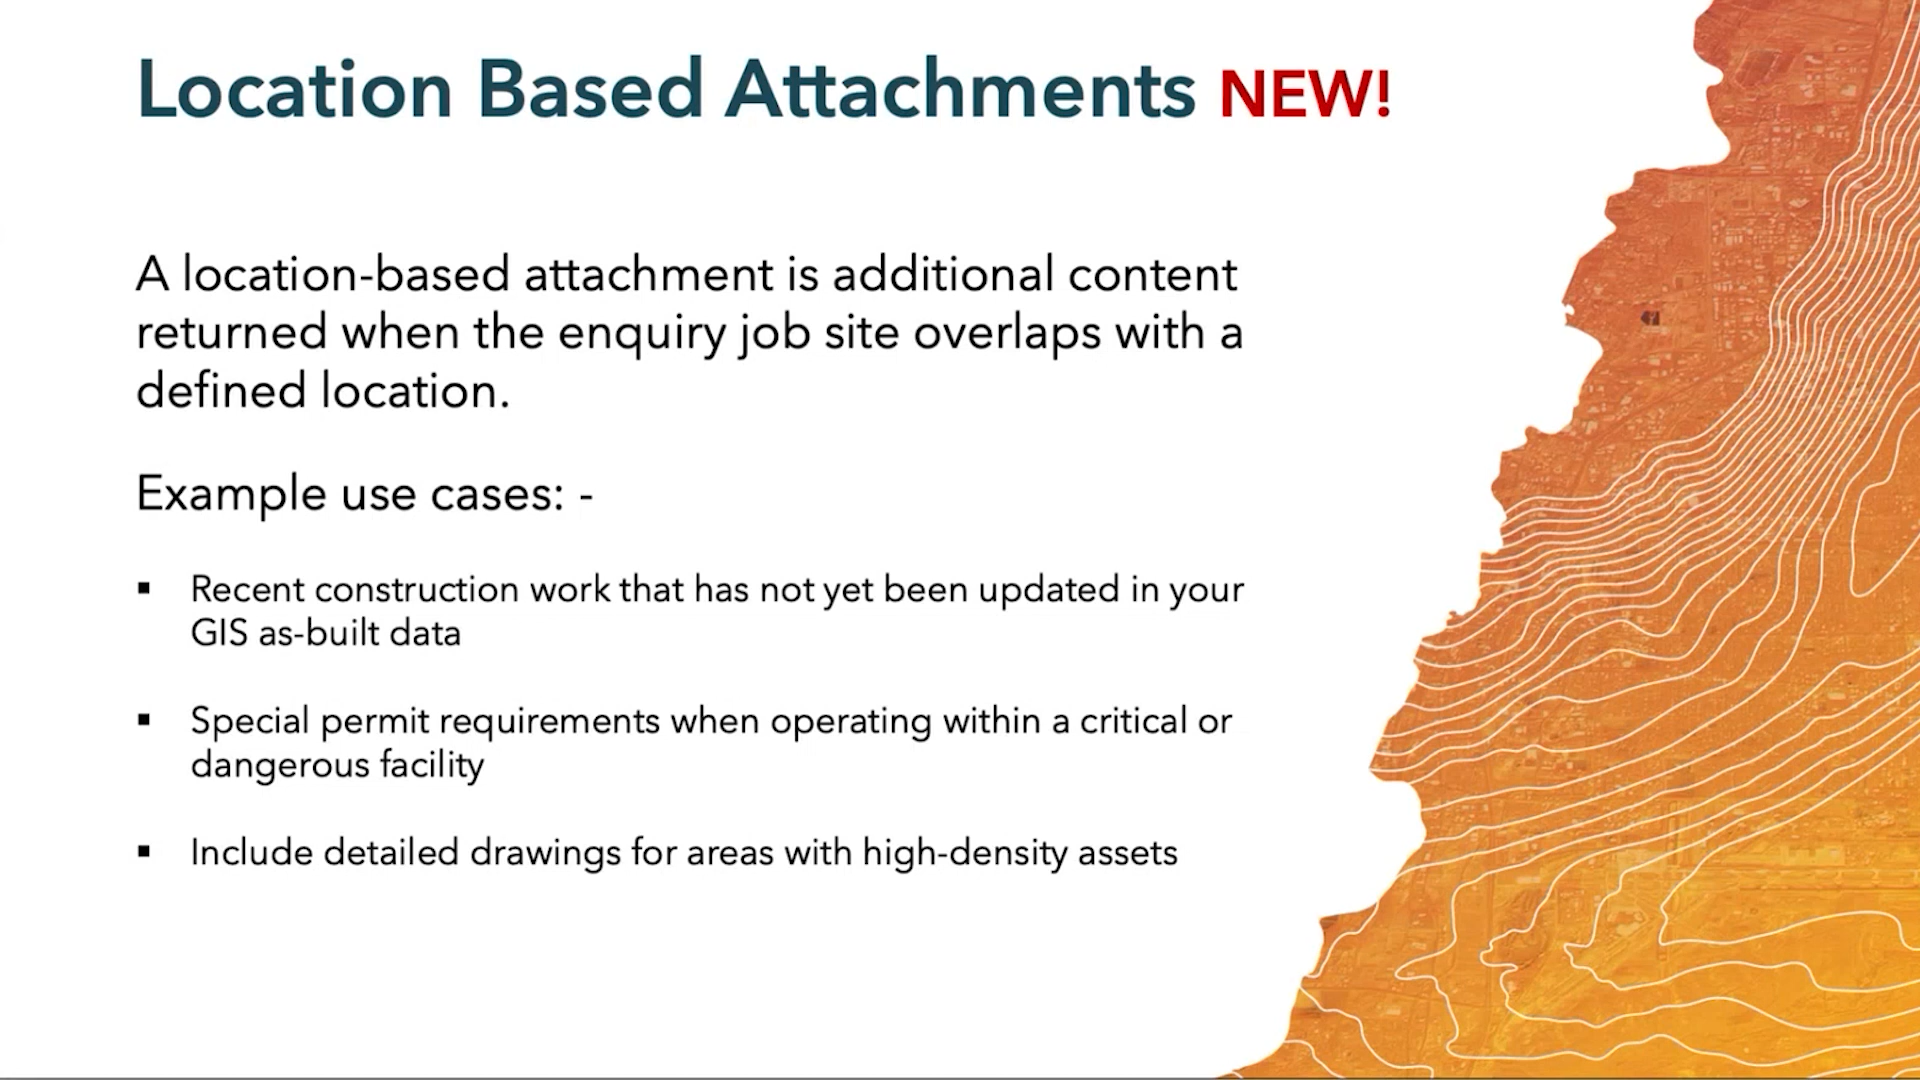 Location Based Attachments NEW!
A location-based attachment is additional content
returned when the enquiry job site overlaps with a
defined location.
Example use cases: -
▪ Recent construction work that has not yet been updated in your
GIS as-built data
▪ Special permit requirements when operating within a critical or
dangerous facility
▪ Include detailed drawings for areas with high-density assets